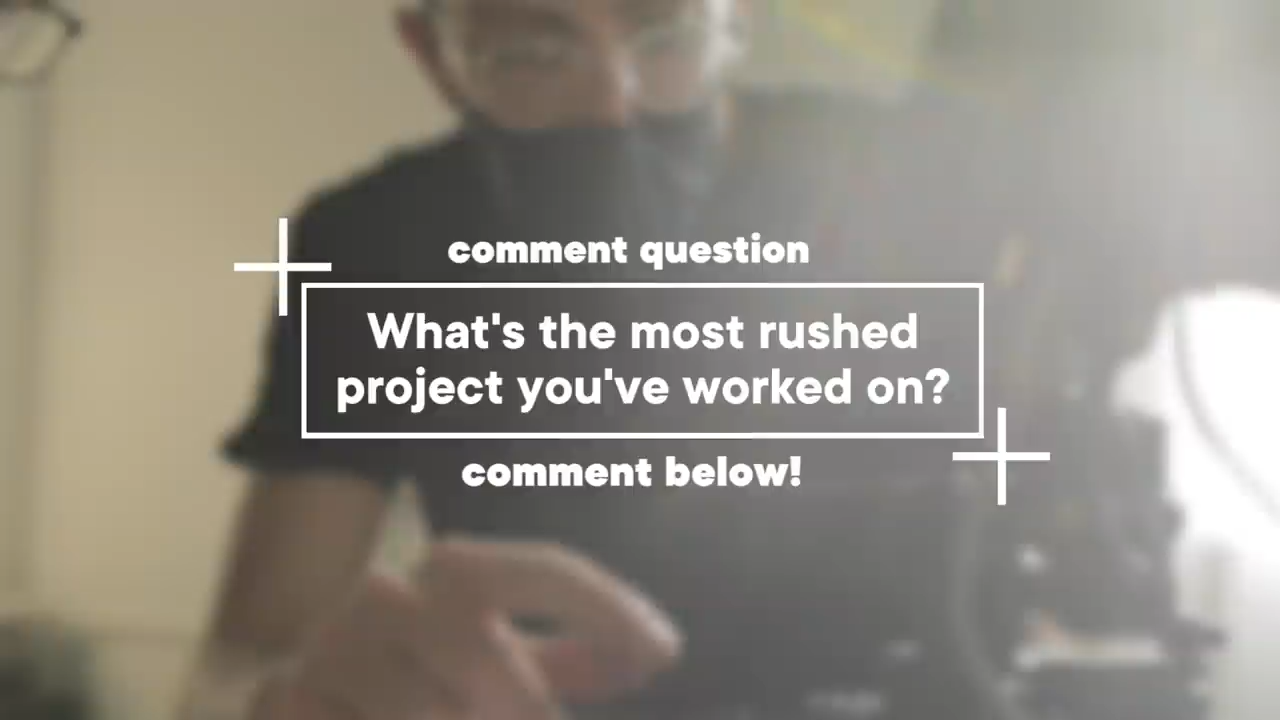 comment question
What's the most rushed
project you've worked on?
comment below!